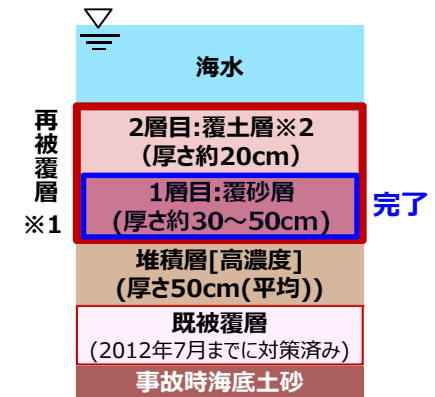 海水
再被覆層
※1
2層目:覆土層※2
（厚さ約20cm）
1層目:覆砂層
(厚さ約30～50cm)
完了
堆積層[高濃度]
(厚さ50cm(平均))
既被覆層
(2012年7月までに対策済み)
事故時海底土砂